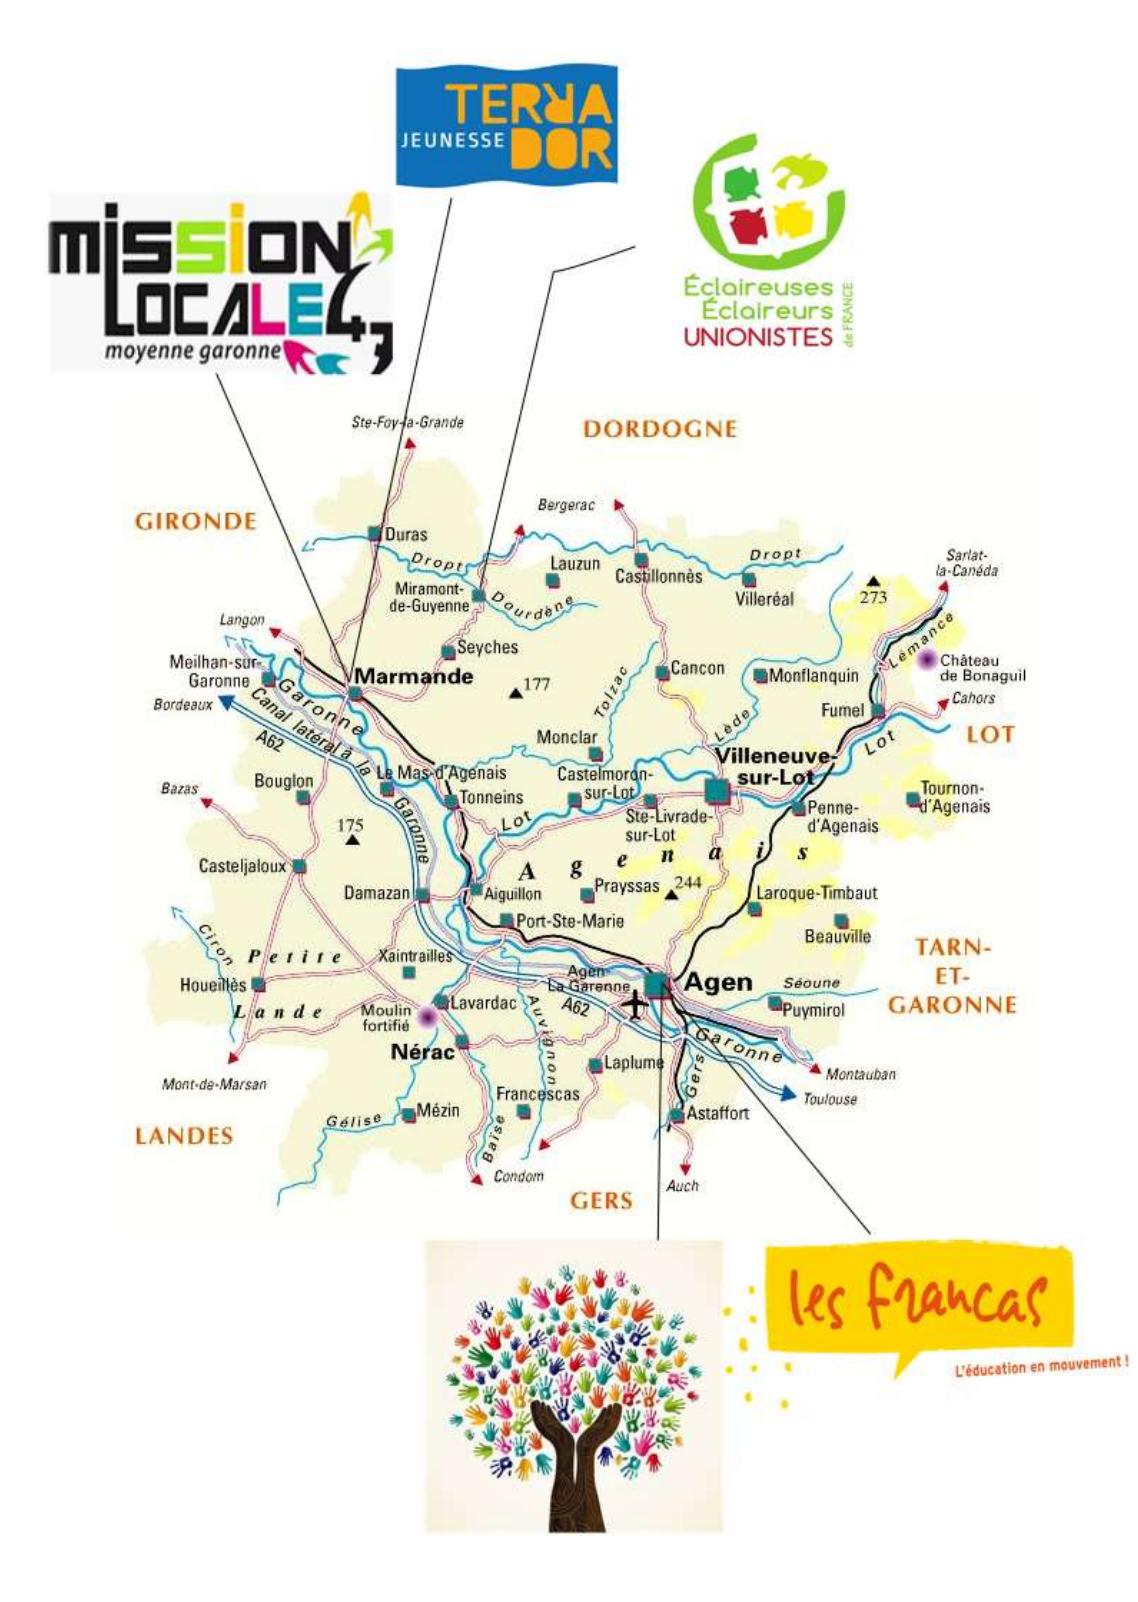 TERRA
JEUNESSE DOR
MISSION
LOCALE 47
moyenne garonne
Éclaireuses
Éclaireurs
UNIONISTES
de FRANCE
Ste-Foy-la-Grande
DORDOGNE
Bergerac
GIRONDE
Duras
Dropt
Dropt
Sarlat-
la-Canéda
Lauzun
Castillonnès
Miramont-
de-Guyenne
Dourdène
Villeréal
273
Langon
Seyches
Lémance
Meilhan-sur-
Garonne
Marmande
177
Tolzac
Cancon
Monflanquin
Château
de Bonaguil
Bordeaux
Garonne
Canal latéral à la Garonne
A62
Lède
Fumel
Cahors
Lot
LOT
Monclar
Villeneuve-
sur-Lot
Bouglon
Le Mas-d'Agenais
Castelmoron-
sur-Lot
Bazas
Tonneins
Lot
Ste-Livrade-
sur-Lot
Penne-
d'Agenais
Tournon-
d'Agenais
175
Casteljaloux
Agenais
Damazan
Aiguillon
Prayssas
244
Laroque-Timbaut
Port-Ste-Marie
Beauville
Ciron
Petite
Lande
Xaintrailles
TARN-
ET-
GARONNE
Houeillès
Agen-
La Garenne
Agen
Séoune
Moulin
fortifié
Lavardac
Auvignon
A62
Puymirol
Nérac
Garonne
Laplume
Gers
Montauban
Mont-de-Marsan
Francescas
Toulouse
Gélise
Mézin
Astaffort
LANDES
Baïse
Condom
Auch
GERS
les francas
L'éducation en mouvement !